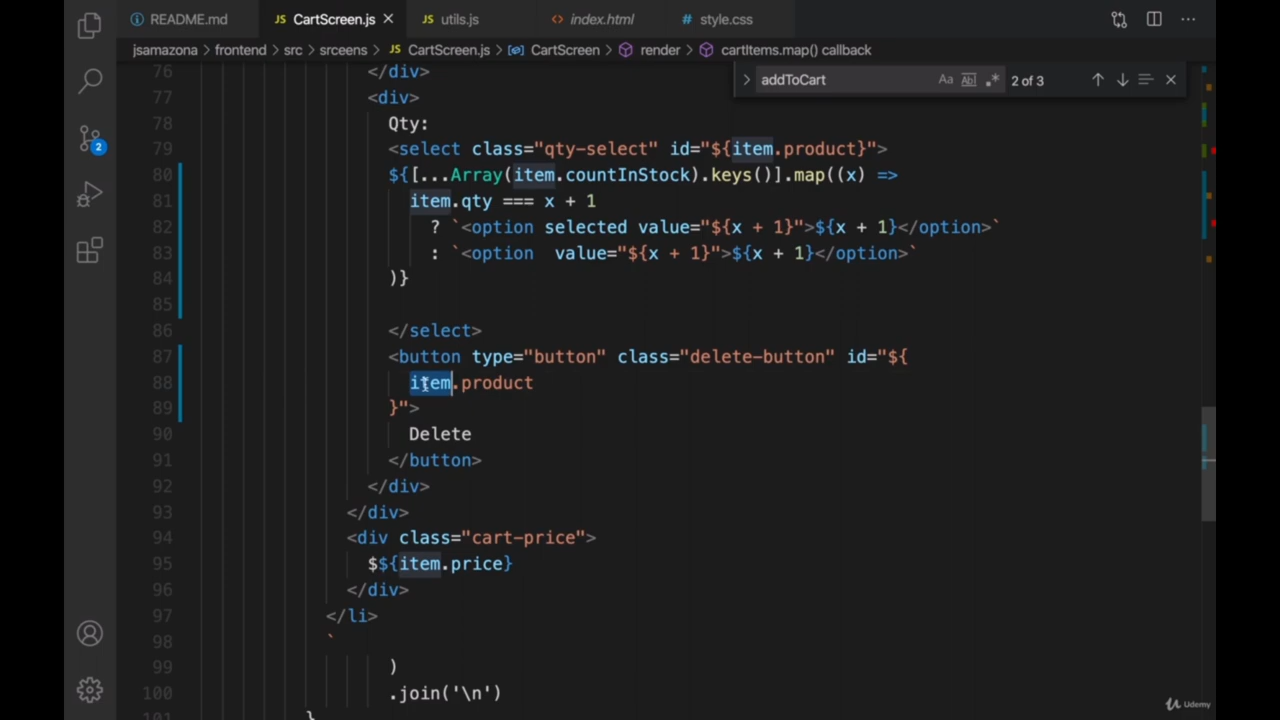 README.md
CartScreen.js
utils.js
index.html
style.css
jsamazona > frontend > src > srceens > CartScreen.js > CartScreen > render > cartItems.map() callback
addToCart
2 of 3
76 </div>
77 <div>
78 Qty:
79 <select class="qty-select" id="${item.product}">
80 ${[...Array(item.countInStock).keys()].map((x) =>
81 item.qty === x + 1
82 ? `<option selected value="${x + 1}">${x + 1}</option>`
83 : `<option  value="${x + 1}">${x + 1}</option>`
84 )}
85
86 </select>
87 <button type="button" class="delete-button" id="${
88 item.product
89 }">
90 Delete
91 </button>
92 </div>
93 </div>
94 <div class="cart-price">
95 $${item.price}
96 </div>
97 </li>
98 `
99 )
100 .join('\n')
2
Udemy